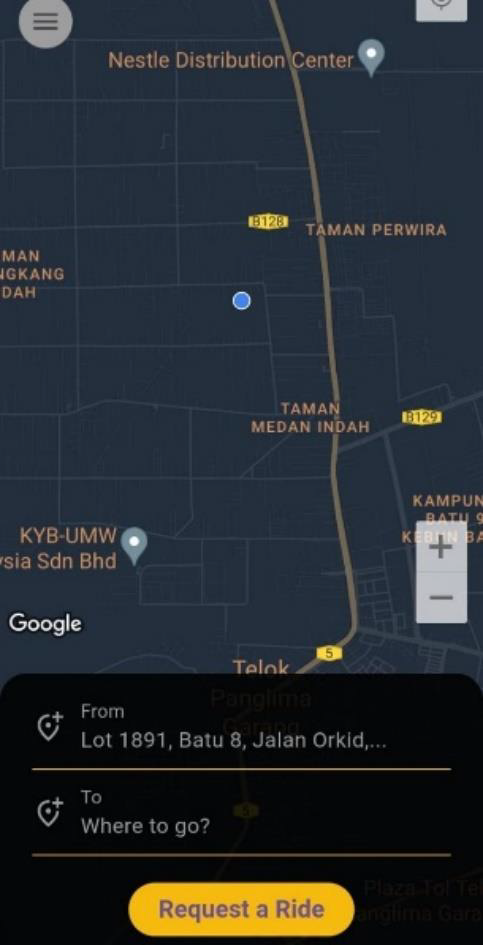 Nestle Distribution Center
B128
TAMAN PERWIRA
MAN
NGKANG
DAH
TAMAN
MEDAN INDAH
B129
KAMPUN
BATU 9
KEBUN BA
KYB-UMW
ysia Sdn Bhd
Google
5
Telok
Panglima
Garang
From
Lot 1891, Batu 8, Jalan Orkid,...
To
Where to go?
5
Request a Ride
Plaza Tol Tel
anglima Gara